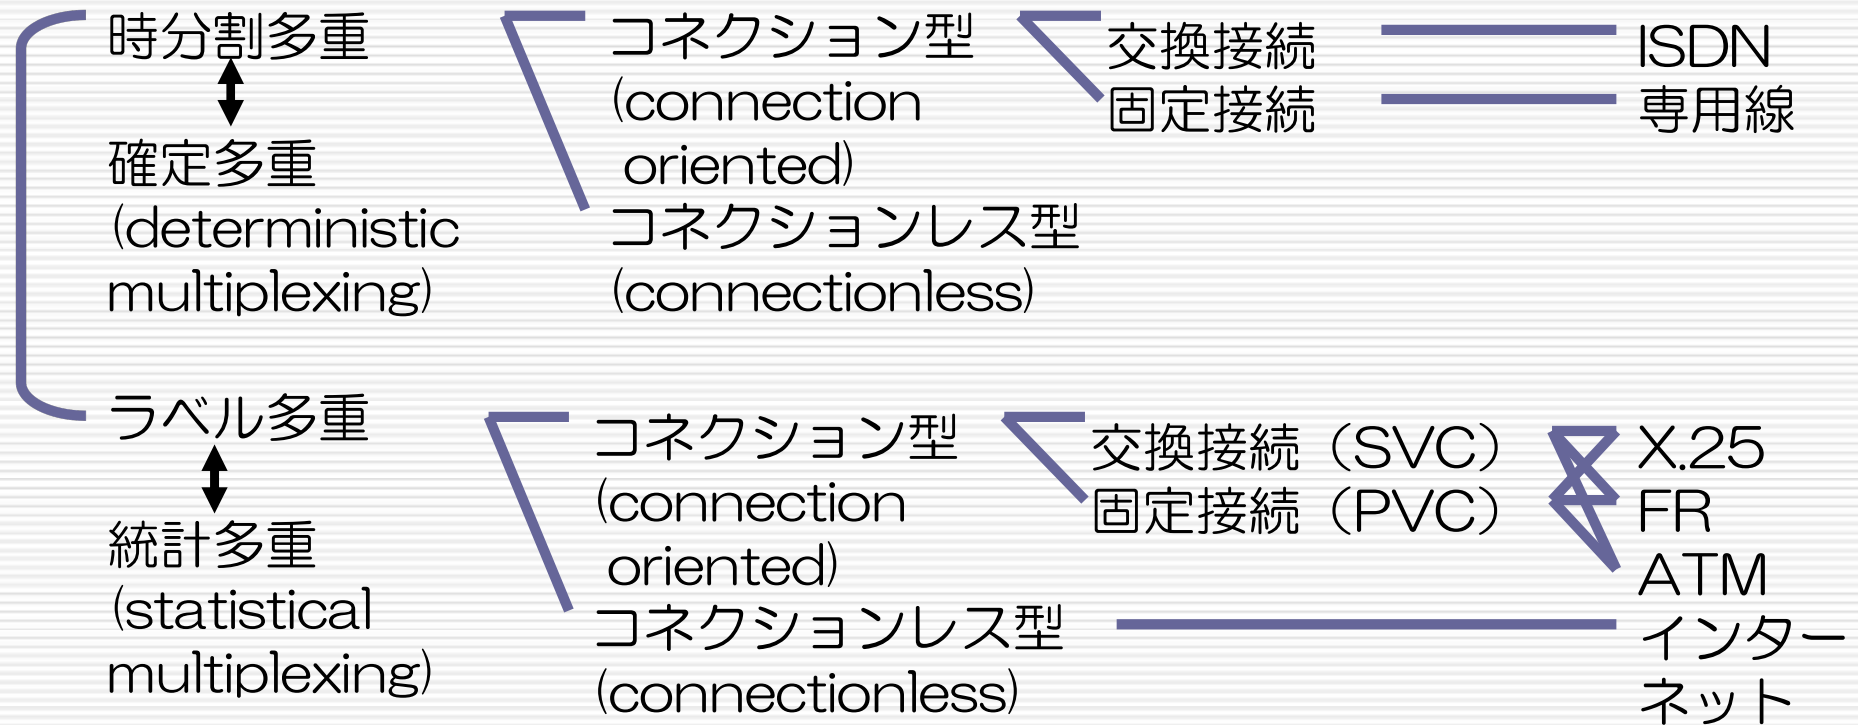 時分割多重
確定多重
(deterministic
multiplexing)
コネクション型
(connection
oriented)
コネクションレス型
(connectionless)
交換接続
固定接続
ISDN
専用線
ラベル多重
統計多重
(statistical
multiplexing)
コネクション型
(connection
oriented)
コネクションレス型
(connectionless)
交換接続（SVC）
固定接続（PVC）
X.25
FR
ATM
インター
ネット